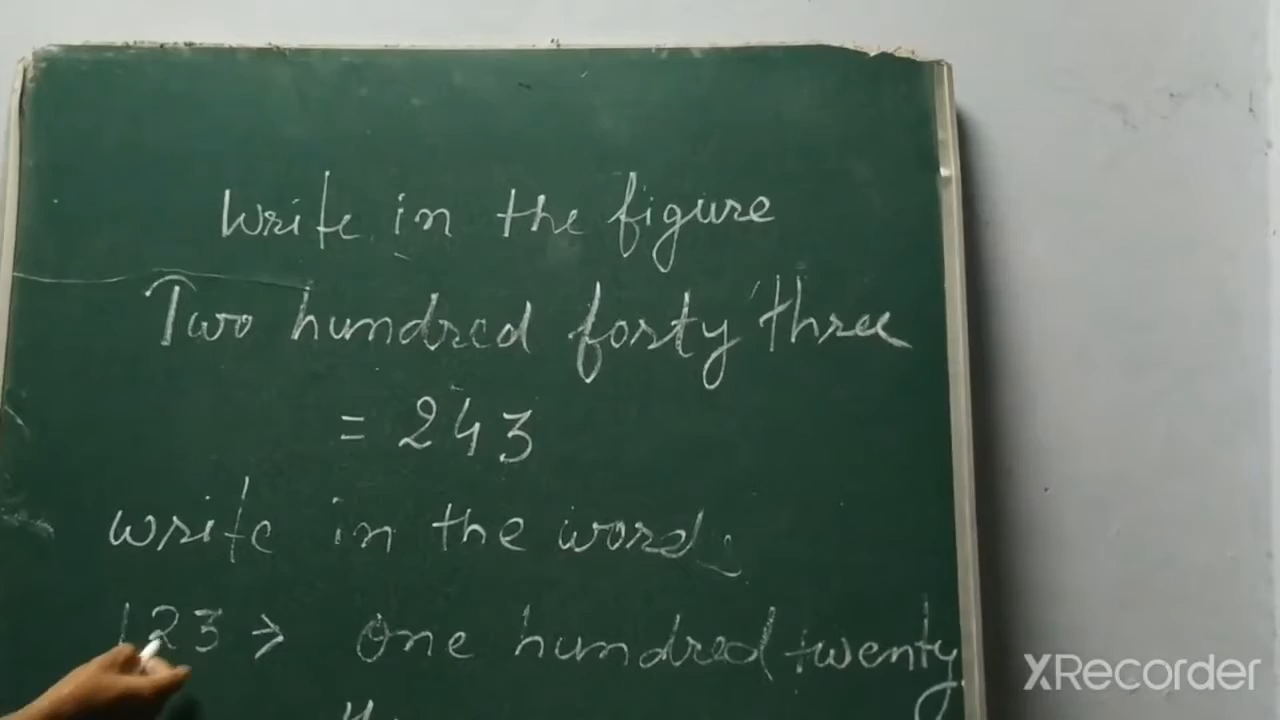 Write in the figure
Two hundred forty three
= 243
write in the words
123 > One hundred twenty
XRecorder